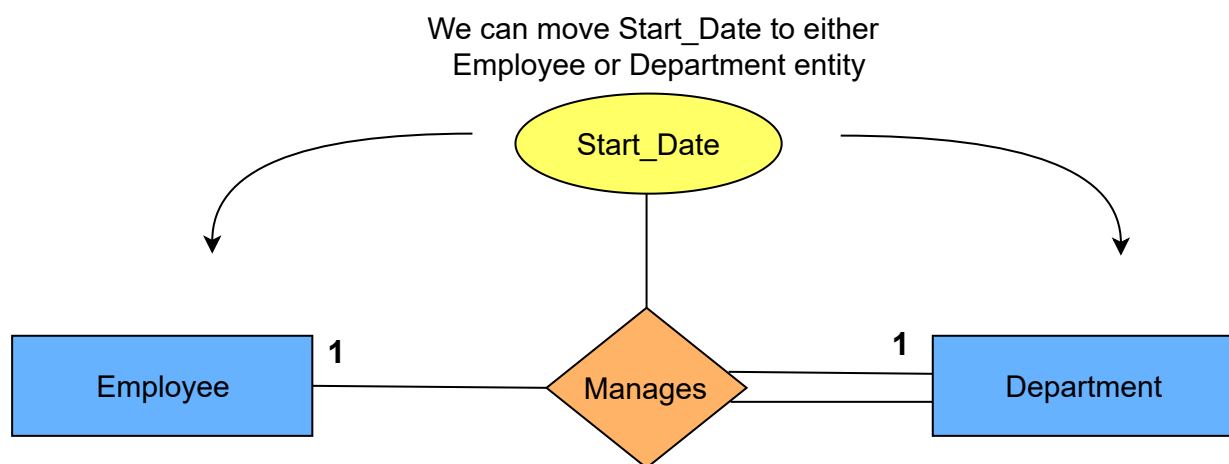 We can move Start_Date to either
Employee or Department entity
Start_Date
1
1
Employee
Manages
Department